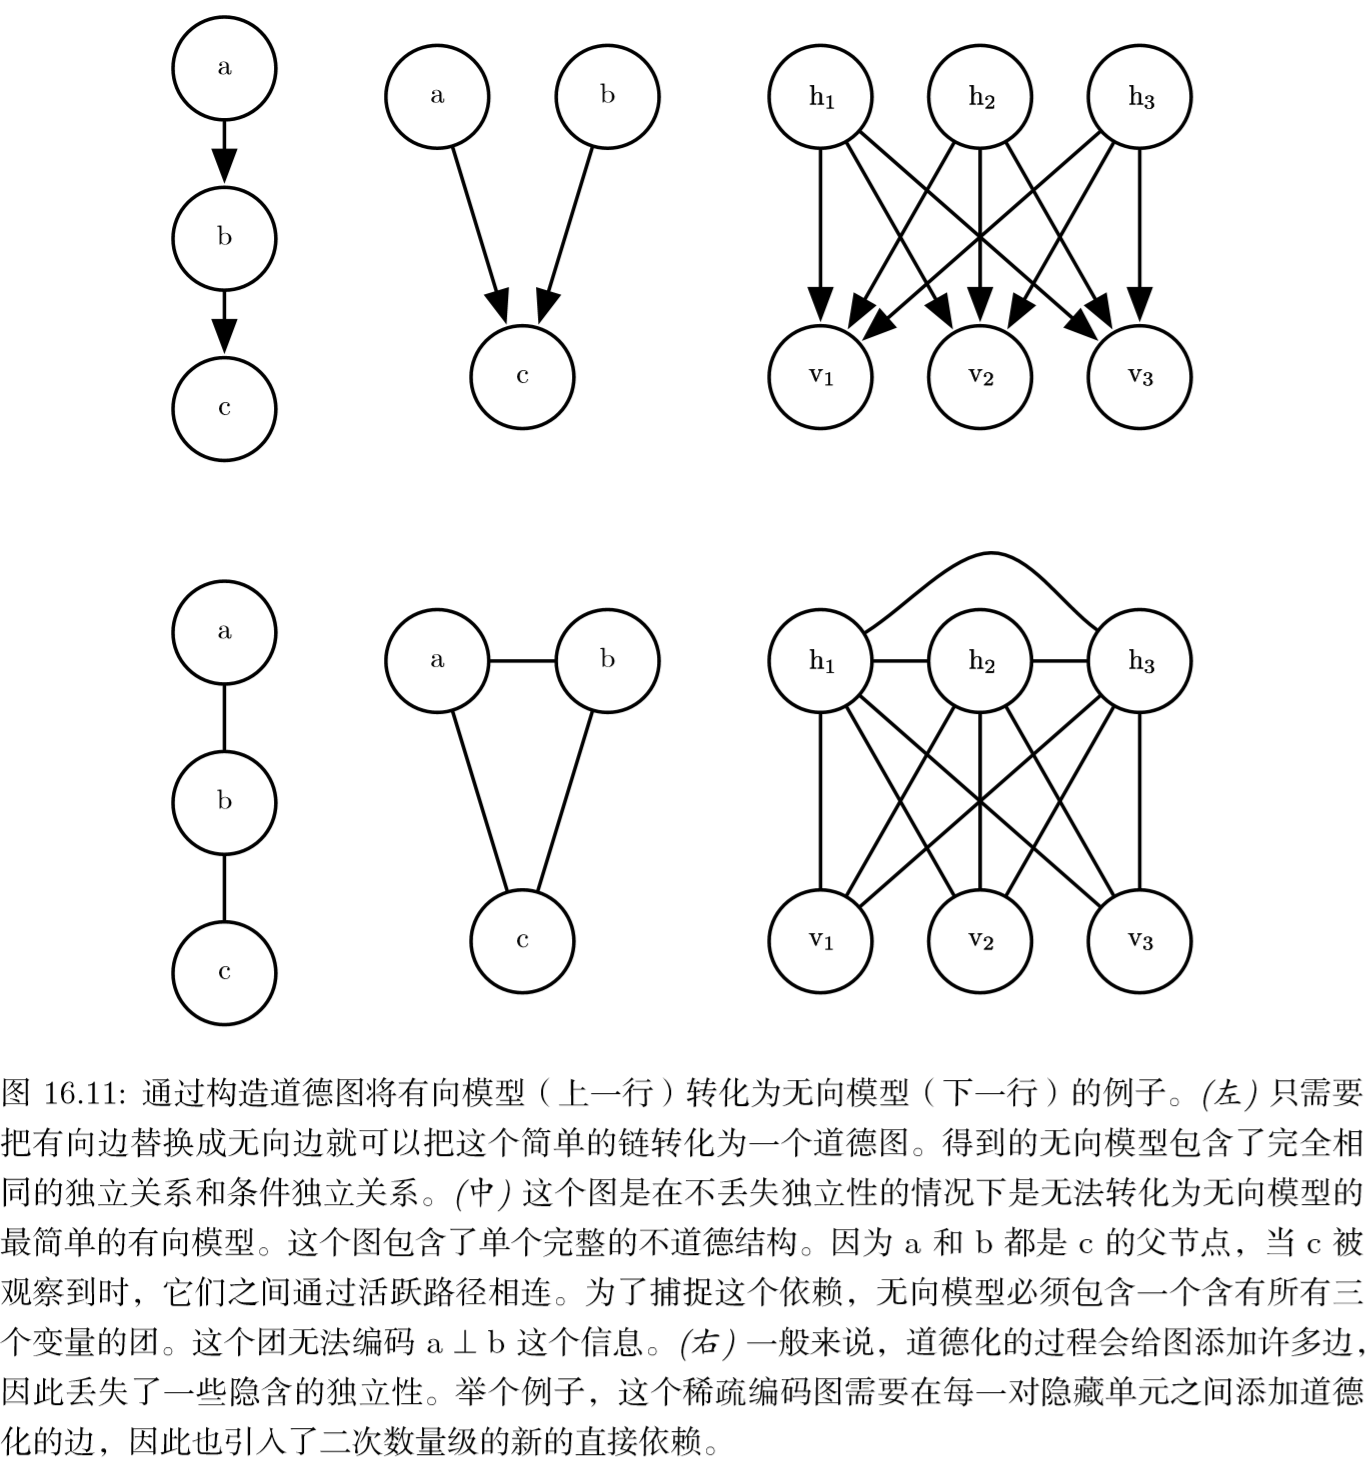 a
a
b
h1
h2
h3
b
c
c
v1
v2
v3
a
a
b
h1
h2
h3
b
c
c
v1
v2
v3
图 16.11: 通过构造道德图将有向模型（上一行）转化为无向模型（下一行）的例子。(左) 只需要
把有向边替换成无向边就可以把这个简单的链转化为一个道德图。得到的无向模型包含了完全相
同的独立关系和条件独立关系。(中) 这个图是在不丢失独立性的情况下是无法转化为无向模型的
最简单的有向模型。这个图包含了单个完整的不道德结构。因为 a 和 b 都是 c 的父节点，当 c 被
观察到时，它们之间通过活跃路径相连。为了捕捉这个依赖，无向模型必须包含一个含有所有三
个变量的团。这个团无法编码 a ⊥ b 这个信息。(右) 一般来说，道德化的过程会给图添加许多边，
因此丢失了一些隐含的独立性。举个例子，这个稀疏编码图需要在每一对隐藏单元之间添加道德
化的边，因此也引入了二次数量级的新的直接依赖。